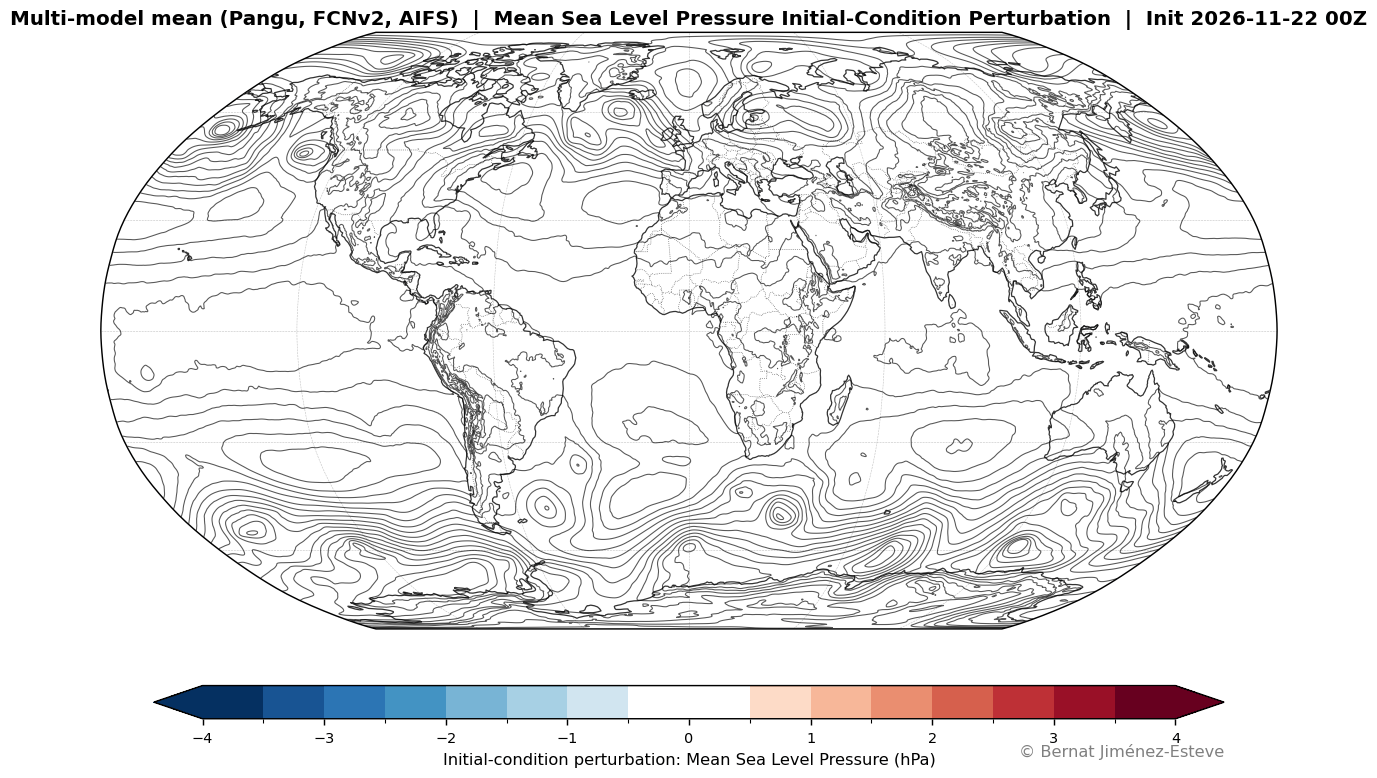 Multi-model mean (Pangu, FCNv2, AIFS) | Mean Sea Level Pressure Initial-Condition Perturbation | Init 2026-11-22 00Z
−4 −3 −2 −1 0 1 2 3 4
Initial-condition perturbation: Mean Sea Level Pressure (hPa)
© Bernat Jiménez-Esteve